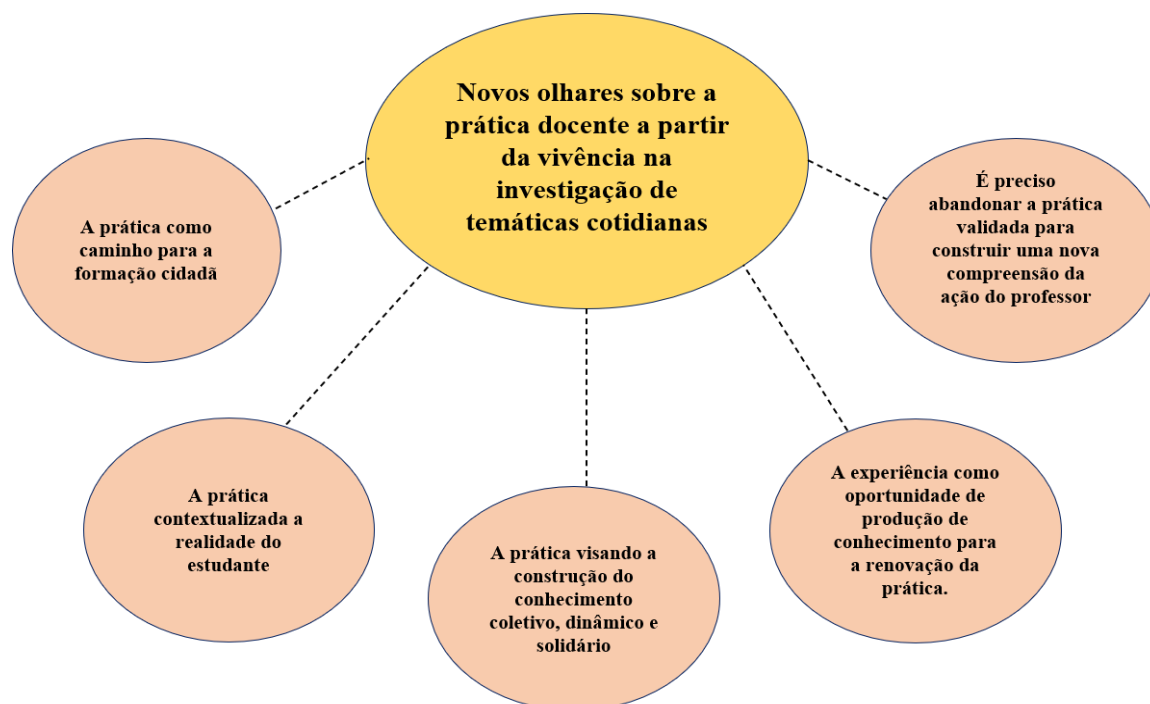 Novos olhares sobre a
prática docente a partir
da vivência na
investigação de
temáticas cotidianas
A prática como
caminho para a
formação cidadã
É preciso
abandonar a prática
validada para
construir uma nova
compreensão da
ação do professor
A prática
contextualizada a
realidade do
estudante
A prática visando a
construção do
conhecimento
coletivo, dinâmico e
solidário
A experiência como
oportunidade de
produção de
conhecimento para
a renovação da
prática.